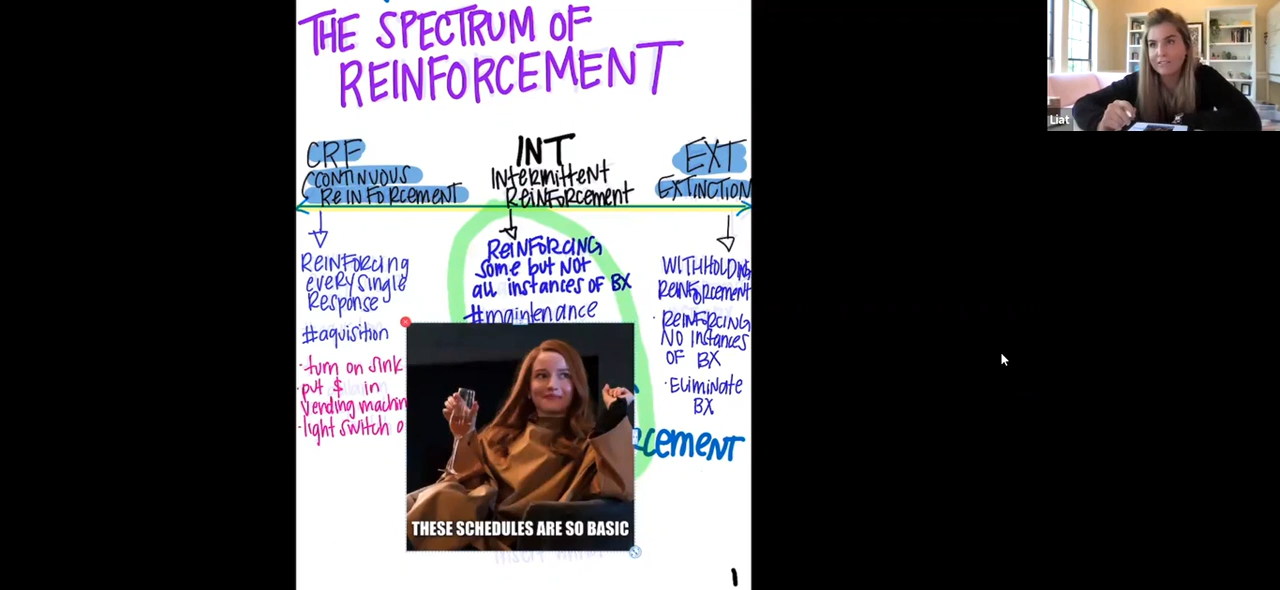 THE SPECTRUM OF
REINFORCEMENT
CRF
(CONTINUOUS
REINFORCEMENT
INT
INTERMITTENT
REINFORCEMENT
EXT
EXTINCTION
REINFORCING
EVERY SINGLE
RESPONSE
#aquisition
·turn on sink
·put $ in
vending machin
·light switch o
REINFORCING
some but NOT
all instances OF BX
#maintenance
WITHHOLDING
REINFORCEMENT
· REINFORCING
NO Instances
OF BX
· ELIMINATE
BX
RCEMENT
THESE SCHEDULES ARE SO BASIC
1
Liat